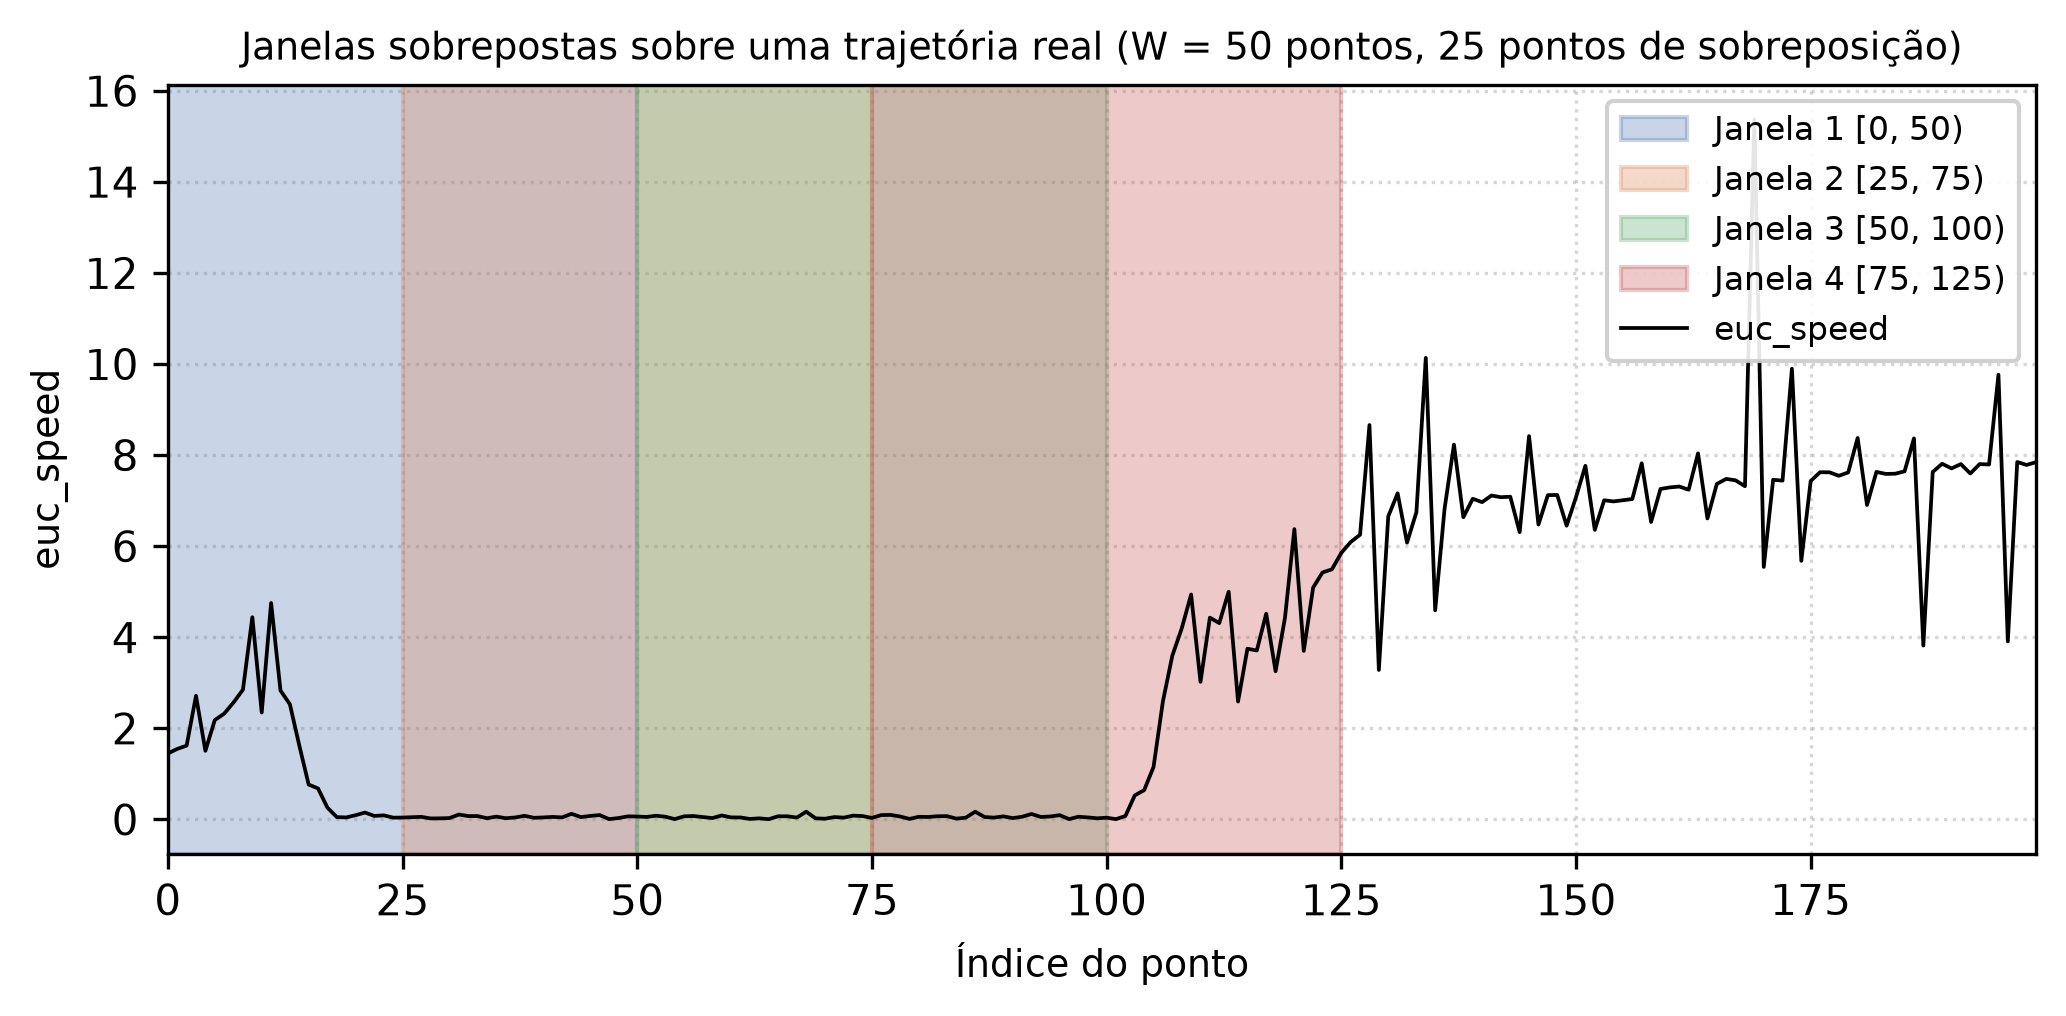 Janelas sobrepostas sobre uma trajetória real (W = 50 pontos, 25 pontos de sobreposição)
16
14
12
10
8
6
4
2
0
euc_speed
Janela 1 [0, 50)
Janela 2 [25, 75)
Janela 3 [50, 100)
Janela 4 [75, 125)
euc_speed
0 25 50 75 100 125 150 175
Índice do ponto